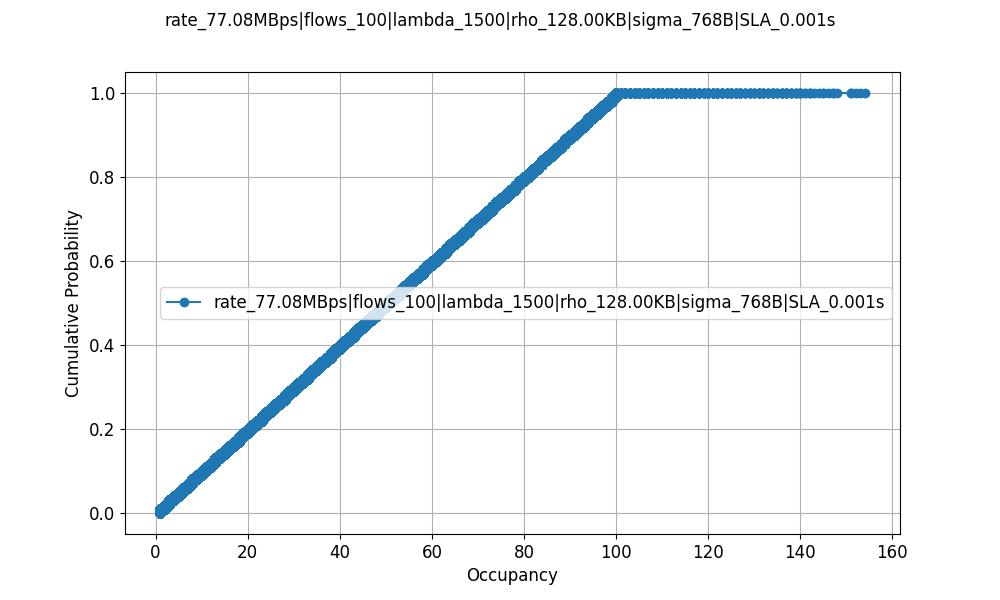 rate_77.08MBps|flows_100|lambda_1500|rho_128.00KB|sigma_768B|SLA_0.001s
1.0
0.8
0.6
0.4
0.2
0.0
Cumulative Probability
rate_77.08MBps|flows_100|lambda_1500|rho_128.00KB|sigma_768B|SLA_0.001s
0 20 40 60 80 100 120 140 160
Occupancy